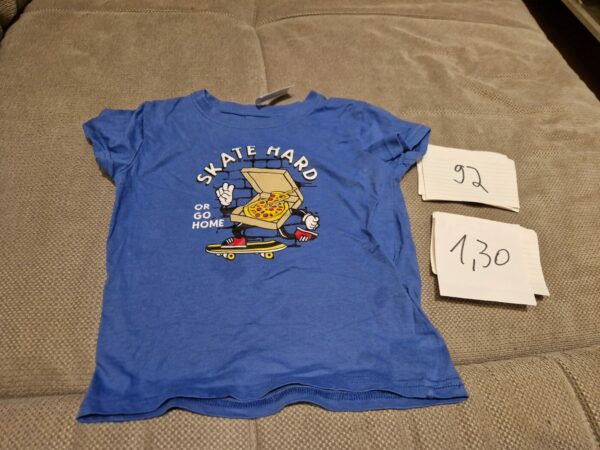 SKATE HARD
OR
GO
HOME
92
1,30